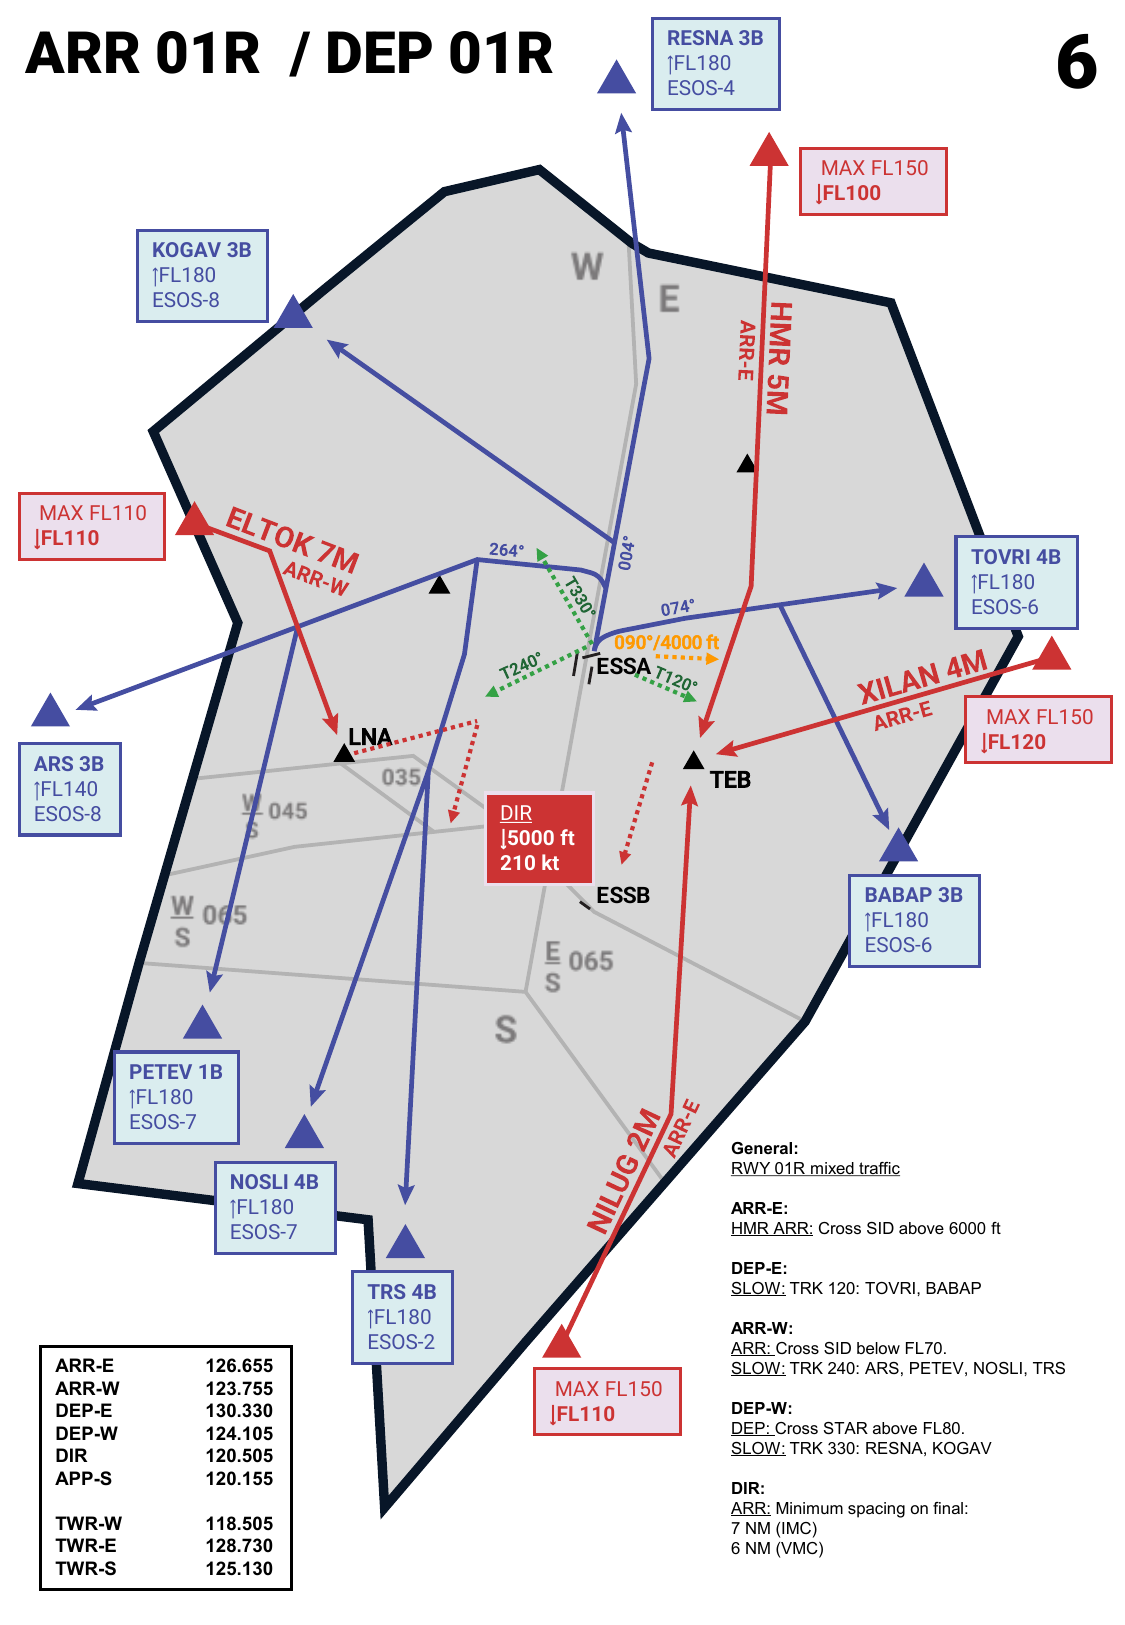 ARR 01R / DEP 01R
6
RESNA 3B
↑FL180
ESOS-4
MAX FL150
↓FL100
KOGAV 3B
↑FL180
ESOS-8
W
E
HMR 5M
ARR-E
MAX FL110
↓FL110
ELTOK 7M
ARR-W
264°
004°
T330°
074°
090°/4000 ft
T240°
ESSA
T120°
TOVRI 4B
↑FL180
ESOS-6
XILAN 4M
ARR-E
MAX FL150
↓FL120
ARS 3B
↑FL140
ESOS-8
LNA
TEB
035
W
S
045
DIR
↓5000 ft
210 kt
ESSB
W
S
065
E
S
065
S
BABAP 3B
↑FL180
ESOS-6
PETEV 1B
↑FL180
ESOS-7
NOSLI 4B
↑FL180
ESOS-7
TRS 4B
↑FL180
ESOS-2
NILUG 2M
ARR-E
MAX FL150
↓FL110
General:
RWY 01R mixed traffic
ARR-E:
HMR ARR: Cross SID above 6000 ft
DEP-E:
SLOW: TRK 120: TOVRI, BABAP
ARR-W:
ARR: Cross SID below FL70.
SLOW: TRK 240: ARS, PETEV, NOSLI, TRS
DEP-W:
DEP: Cross STAR above FL80.
SLOW: TRK 330: RESNA, KOGAV
DIR:
ARR: Minimum spacing on final:
7 NM (IMC)
6 NM (VMC)
ARR-E 126.655
ARR-W 123.755
DEP-E 130.330
DEP-W 124.105
DIR 120.505
APP-S 120.155
TWR-W 118.505
TWR-E 128.730
TWR-S 125.130